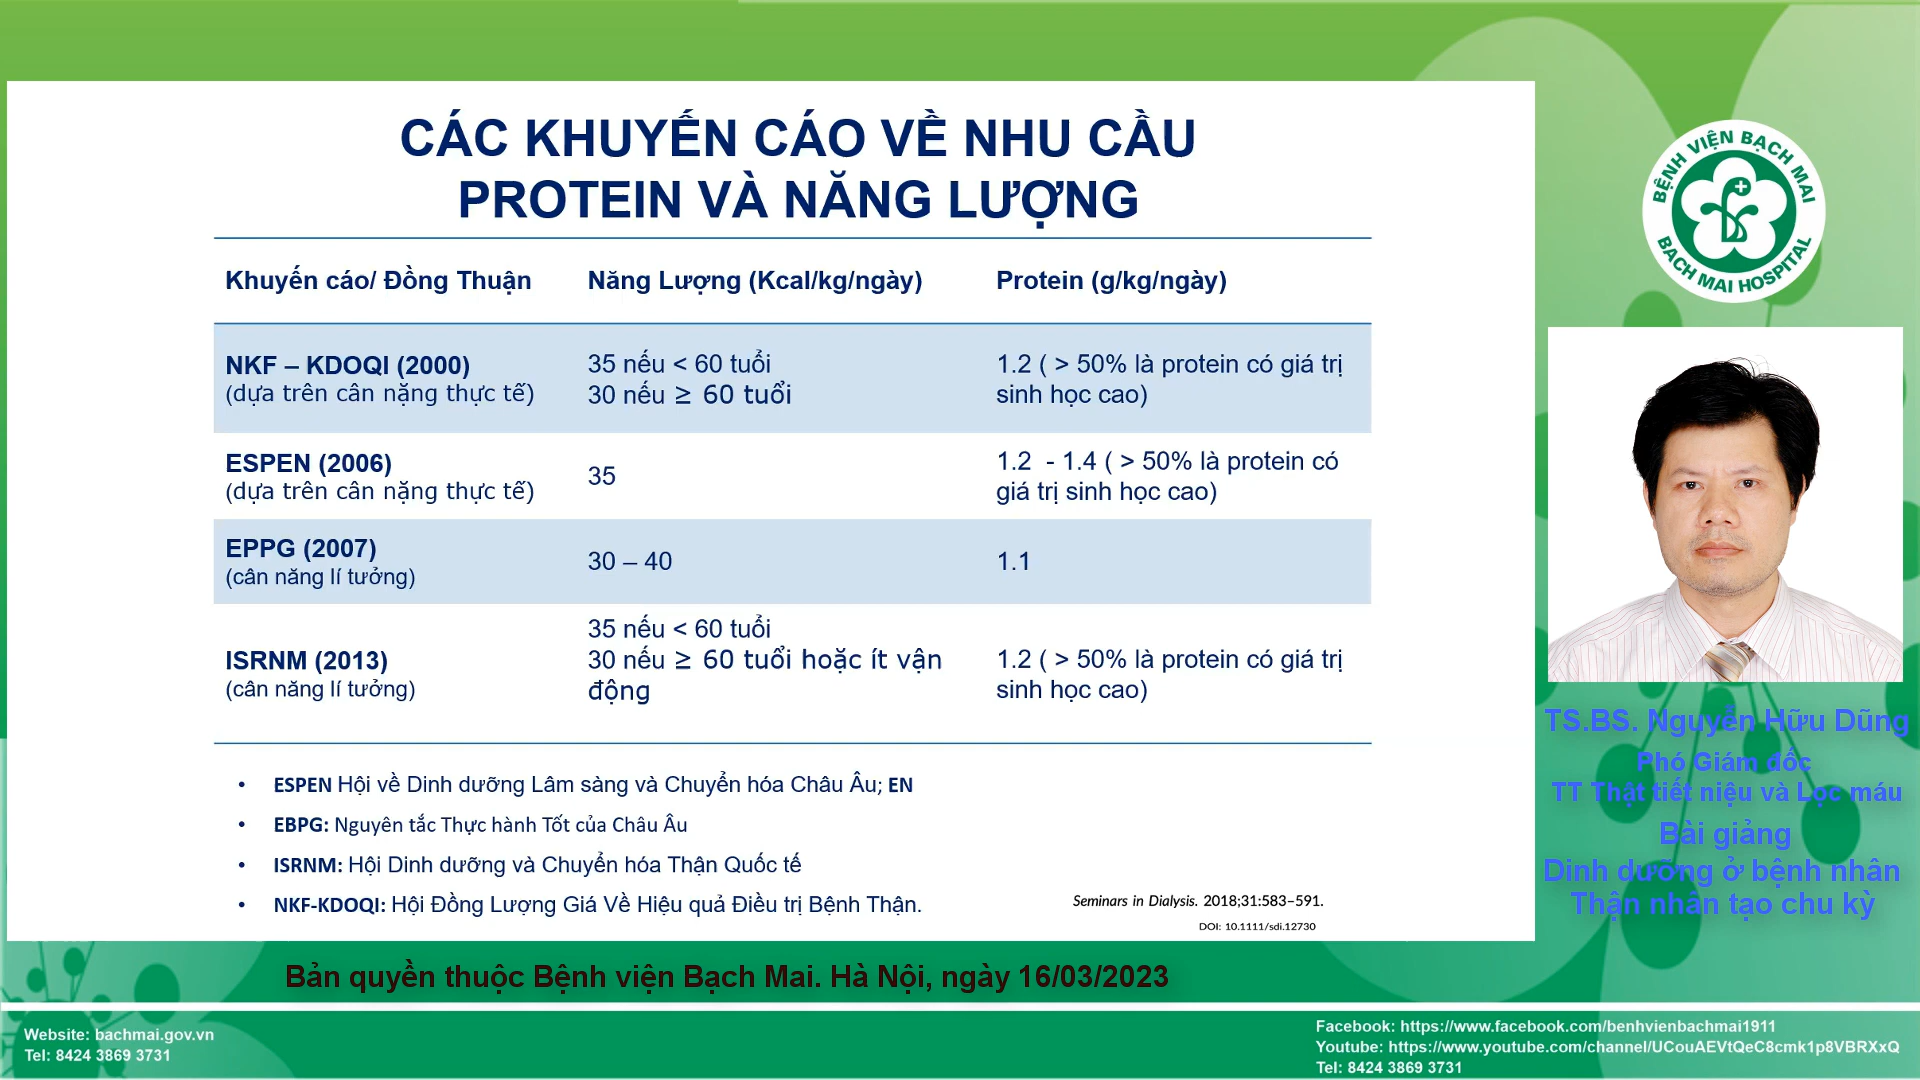 CÁC KHUYẾN CÁO VỀ NHU CẦU
PROTEIN VÀ NĂNG LƯỢNG
Khuyến cáo/ Đồng Thuận
Năng Lượng (Kcal/kg/ngày)
Protein (g/kg/ngày)
NKF – KDOQI (2000)
(dựa trên cân nặng thực tế)
35 nếu < 60 tuổi
30 nếu ≥ 60 tuổi
1.2 ( > 50% là protein có giá trị
sinh học cao)
ESPEN (2006)
(dựa trên cân nặng thực tế)
35
1.2 - 1.4 ( > 50% là protein có
giá trị sinh học cao)
EPPG (2007)
(cân năng lí tưởng)
30 – 40
1.1
ISRNM (2013)
(cân năng lí tưởng)
35 nếu < 60 tuổi
30 nếu ≥ 60 tuổi hoặc ít vận
động
1.2 ( > 50% là protein có giá trị
sinh học cao)
• ESPEN Hội về Dinh dưỡng Lâm sàng và Chuyển hóa Châu Âu; EN
• EBPG: Nguyên tắc Thực hành Tốt của Châu Âu
• ISRNM: Hội Dinh dưỡng và Chuyển hóa Thận Quốc tế
• NKF-KDOQI: Hội Đồng Lượng Giá Về Hiệu quả Điều trị Bệnh Thận.
Seminars in Dialysis. 2018;31:583–591.
DOI: 10.1111/sdi.12730
BỆNH VIỆN BẠCH MAI
BACH MAI HOSPITAL
TS.BS. Nguyễn Hữu Dũng
Phó Giám đốc
TT Thật tiết niệu và Lọc máu
Bài giảng
Dinh dưỡng ở bệnh nhân
Thận nhân tạo chu kỳ
Bản quyền thuộc Bệnh viện Bạch Mai. Hà Nội, ngày 16/03/2023
Website: bachmai.gov.vn
Tel: 8424 3869 3731
Facebook: https://www.facebook.com/benhvienbachmai1911
Youtube: https://www.youtube.com/channel/UCouAEVtQeC8cmk1p8VBRXxQ
Tel: 8424 3869 3731